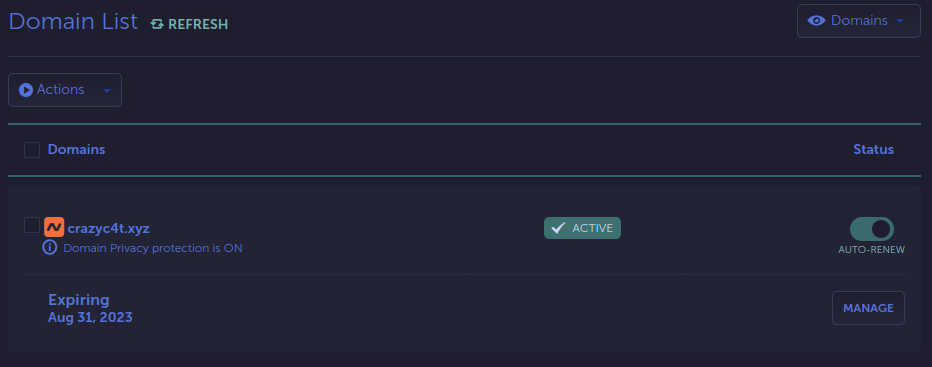 Domain List REFRESH Domains
Actions
Domains Status
crazyc4t.xyz ACTIVE
Domain Privacy protection is ON AUTO-RENEW
Expiring
Aug 31, 2023 MANAGE